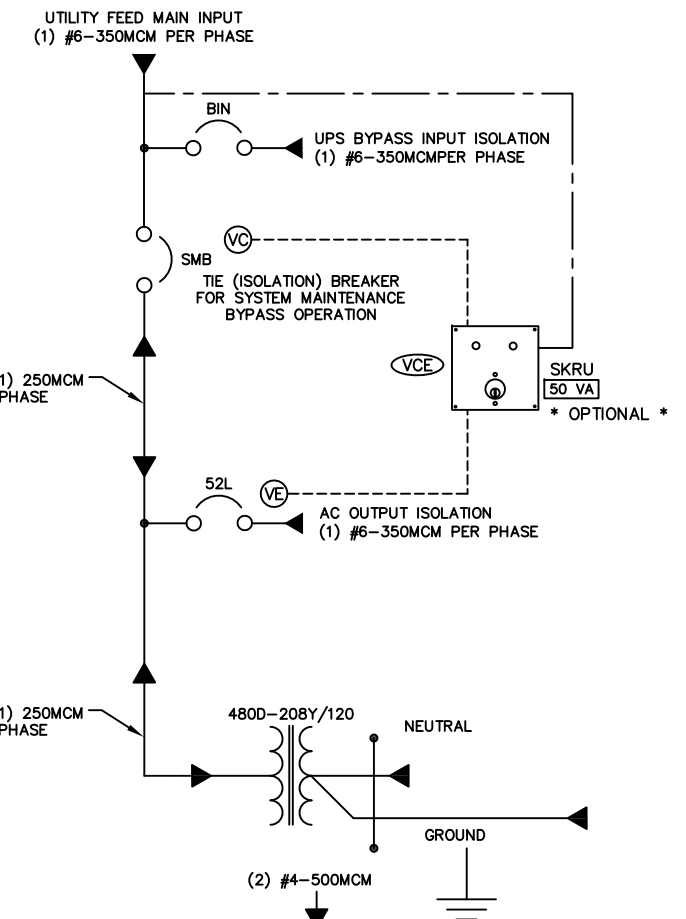 UTILITY FEED MAIN INPUT
(1) #6-350MCM PER PHASE
BIN
UPS BYPASS INPUT ISOLATION
(1) #6-350MCMPER PHASE
VC
SMB
TIE (ISOLATION) BREAKER
FOR SYSTEM MAINTENANCE
BYPASS OPERATION
VCE
SKRU
50 VA
* OPTIONAL *
1) 250MCM
PHASE
52L
VE
AC OUTPUT ISOLATION
(1) #6-350MCM PER PHASE
1) 250MCM
PHASE
480D-208Y/120
NEUTRAL
GROUND
(2) #4-500MCM